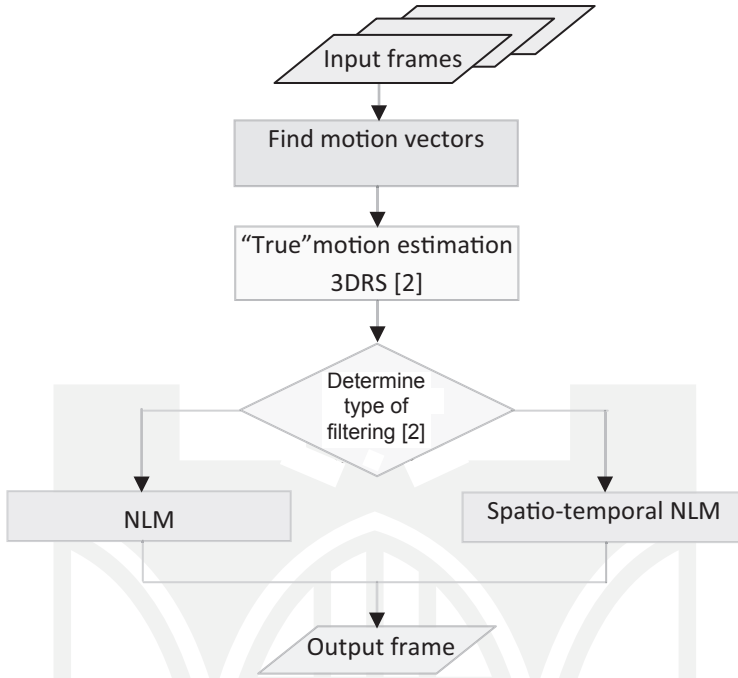 Input frames
Find motion vectors
“True”motion estimation
3DRS [2]
Determine
type of
filtering [2]
NLM
Spatio-temporal NLM
Output frame